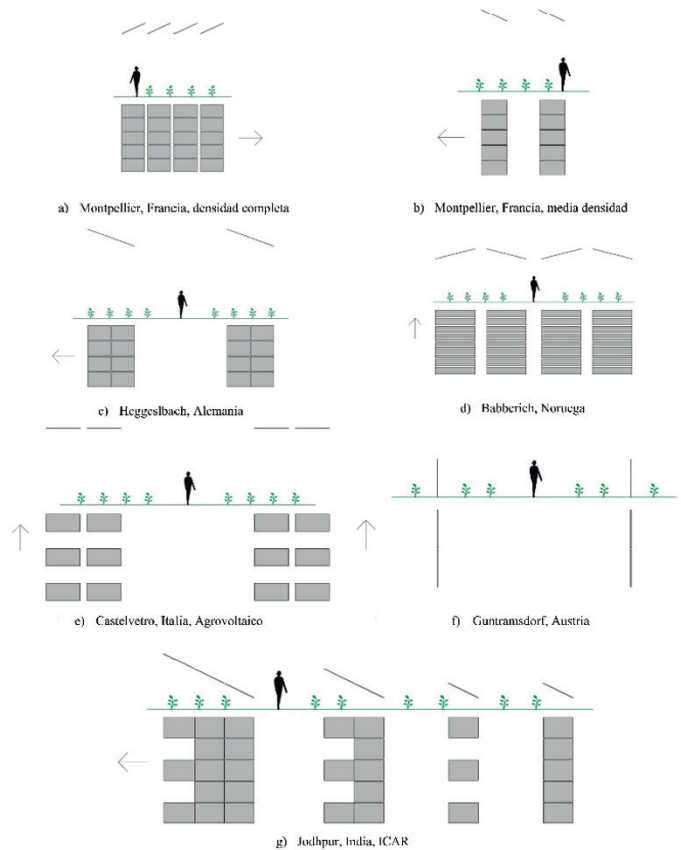 a) Montpellier, Francia, densidad completa
b) Montpellier, Francia, media densidad
c) Heggeslbach, Alemania
d) Babberich, Noruega
e) Castelvetro, Italia, Agrovoltaico
f) Guntramsdorf, Austria
g) Jodhpur, India, ICAR